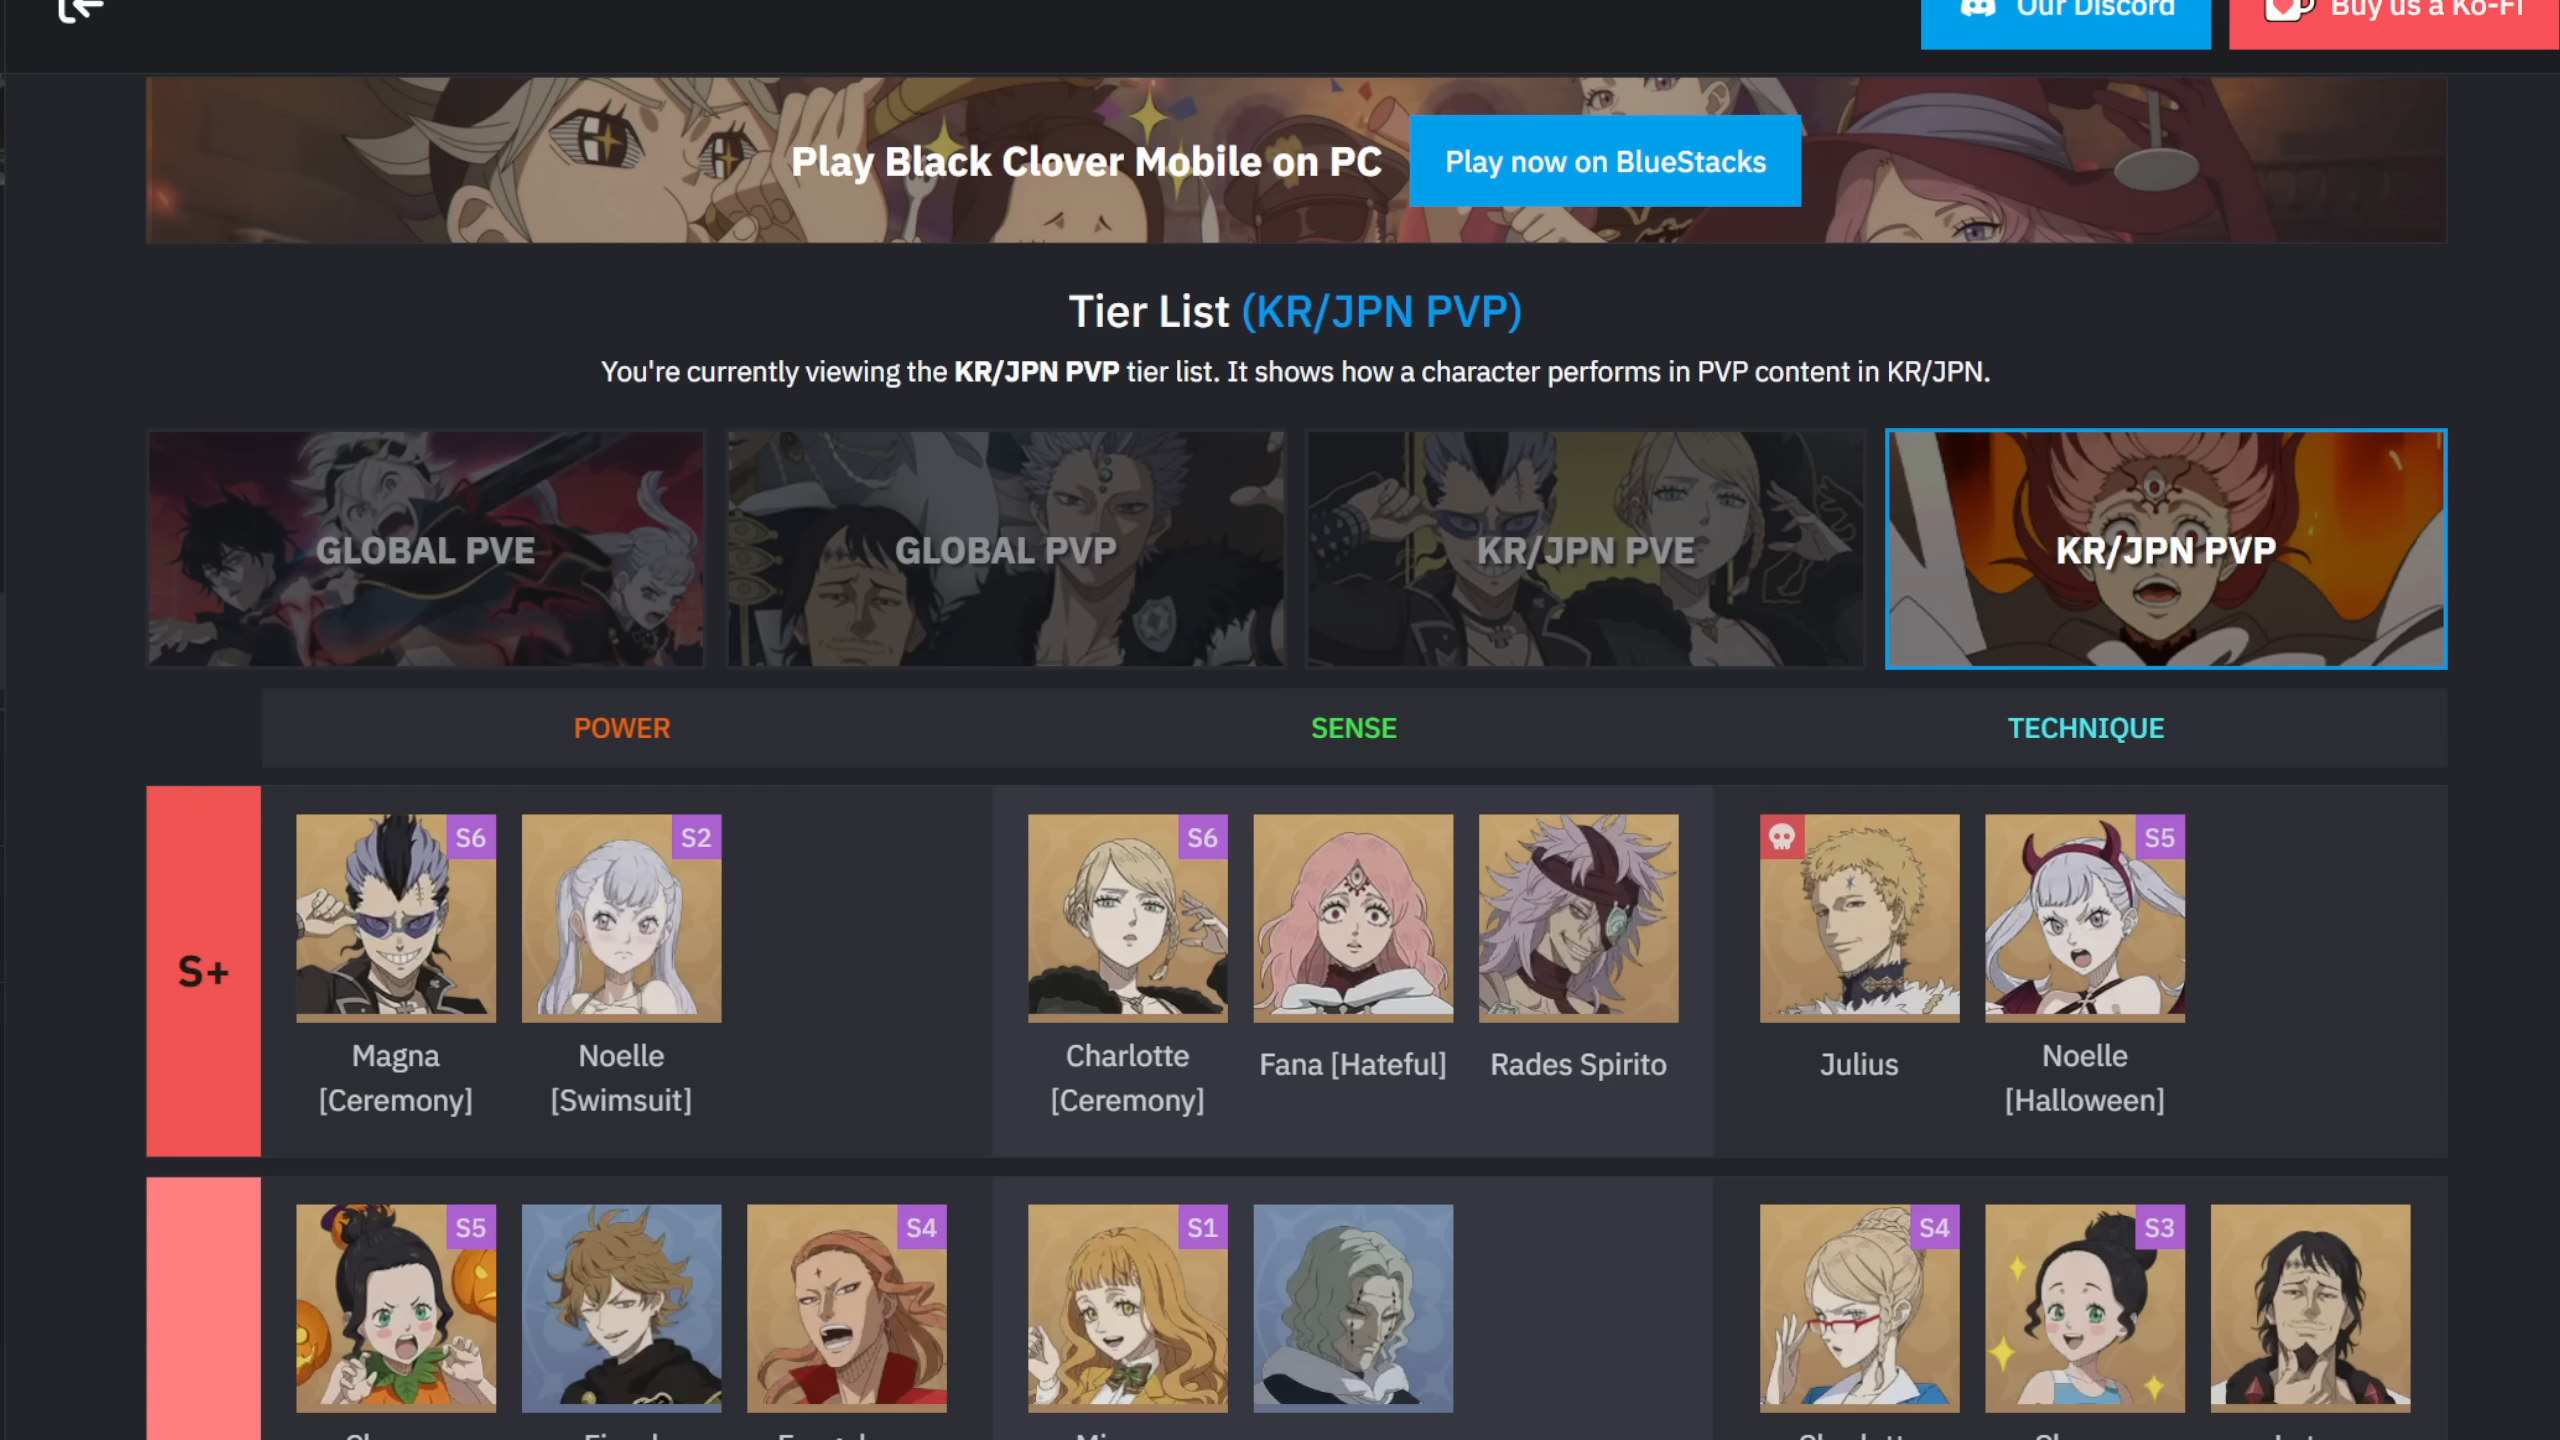 Our Discord
Buy us a Ko-Fi
Play Black Clover Mobile on PC
Play now on BlueStacks
Tier List (KR/JPN PVP)
You're currently viewing the KR/JPN PVP tier list. It shows how a character performs in PVP content in KR/JPN.
GLOBAL PVE
GLOBAL PVP
KR/JPN PVE
KR/JPN PVP
POWER
SENSE
TECHNIQUE
S+
S6
Magna
[Ceremony]
S2
Noelle
[Swimsuit]
S6
Charlotte
[Ceremony]
Fana [Hateful]
Rades Spirito
Julius
S5
Noelle
[Halloween]
S5
S4
S1
S4
S3